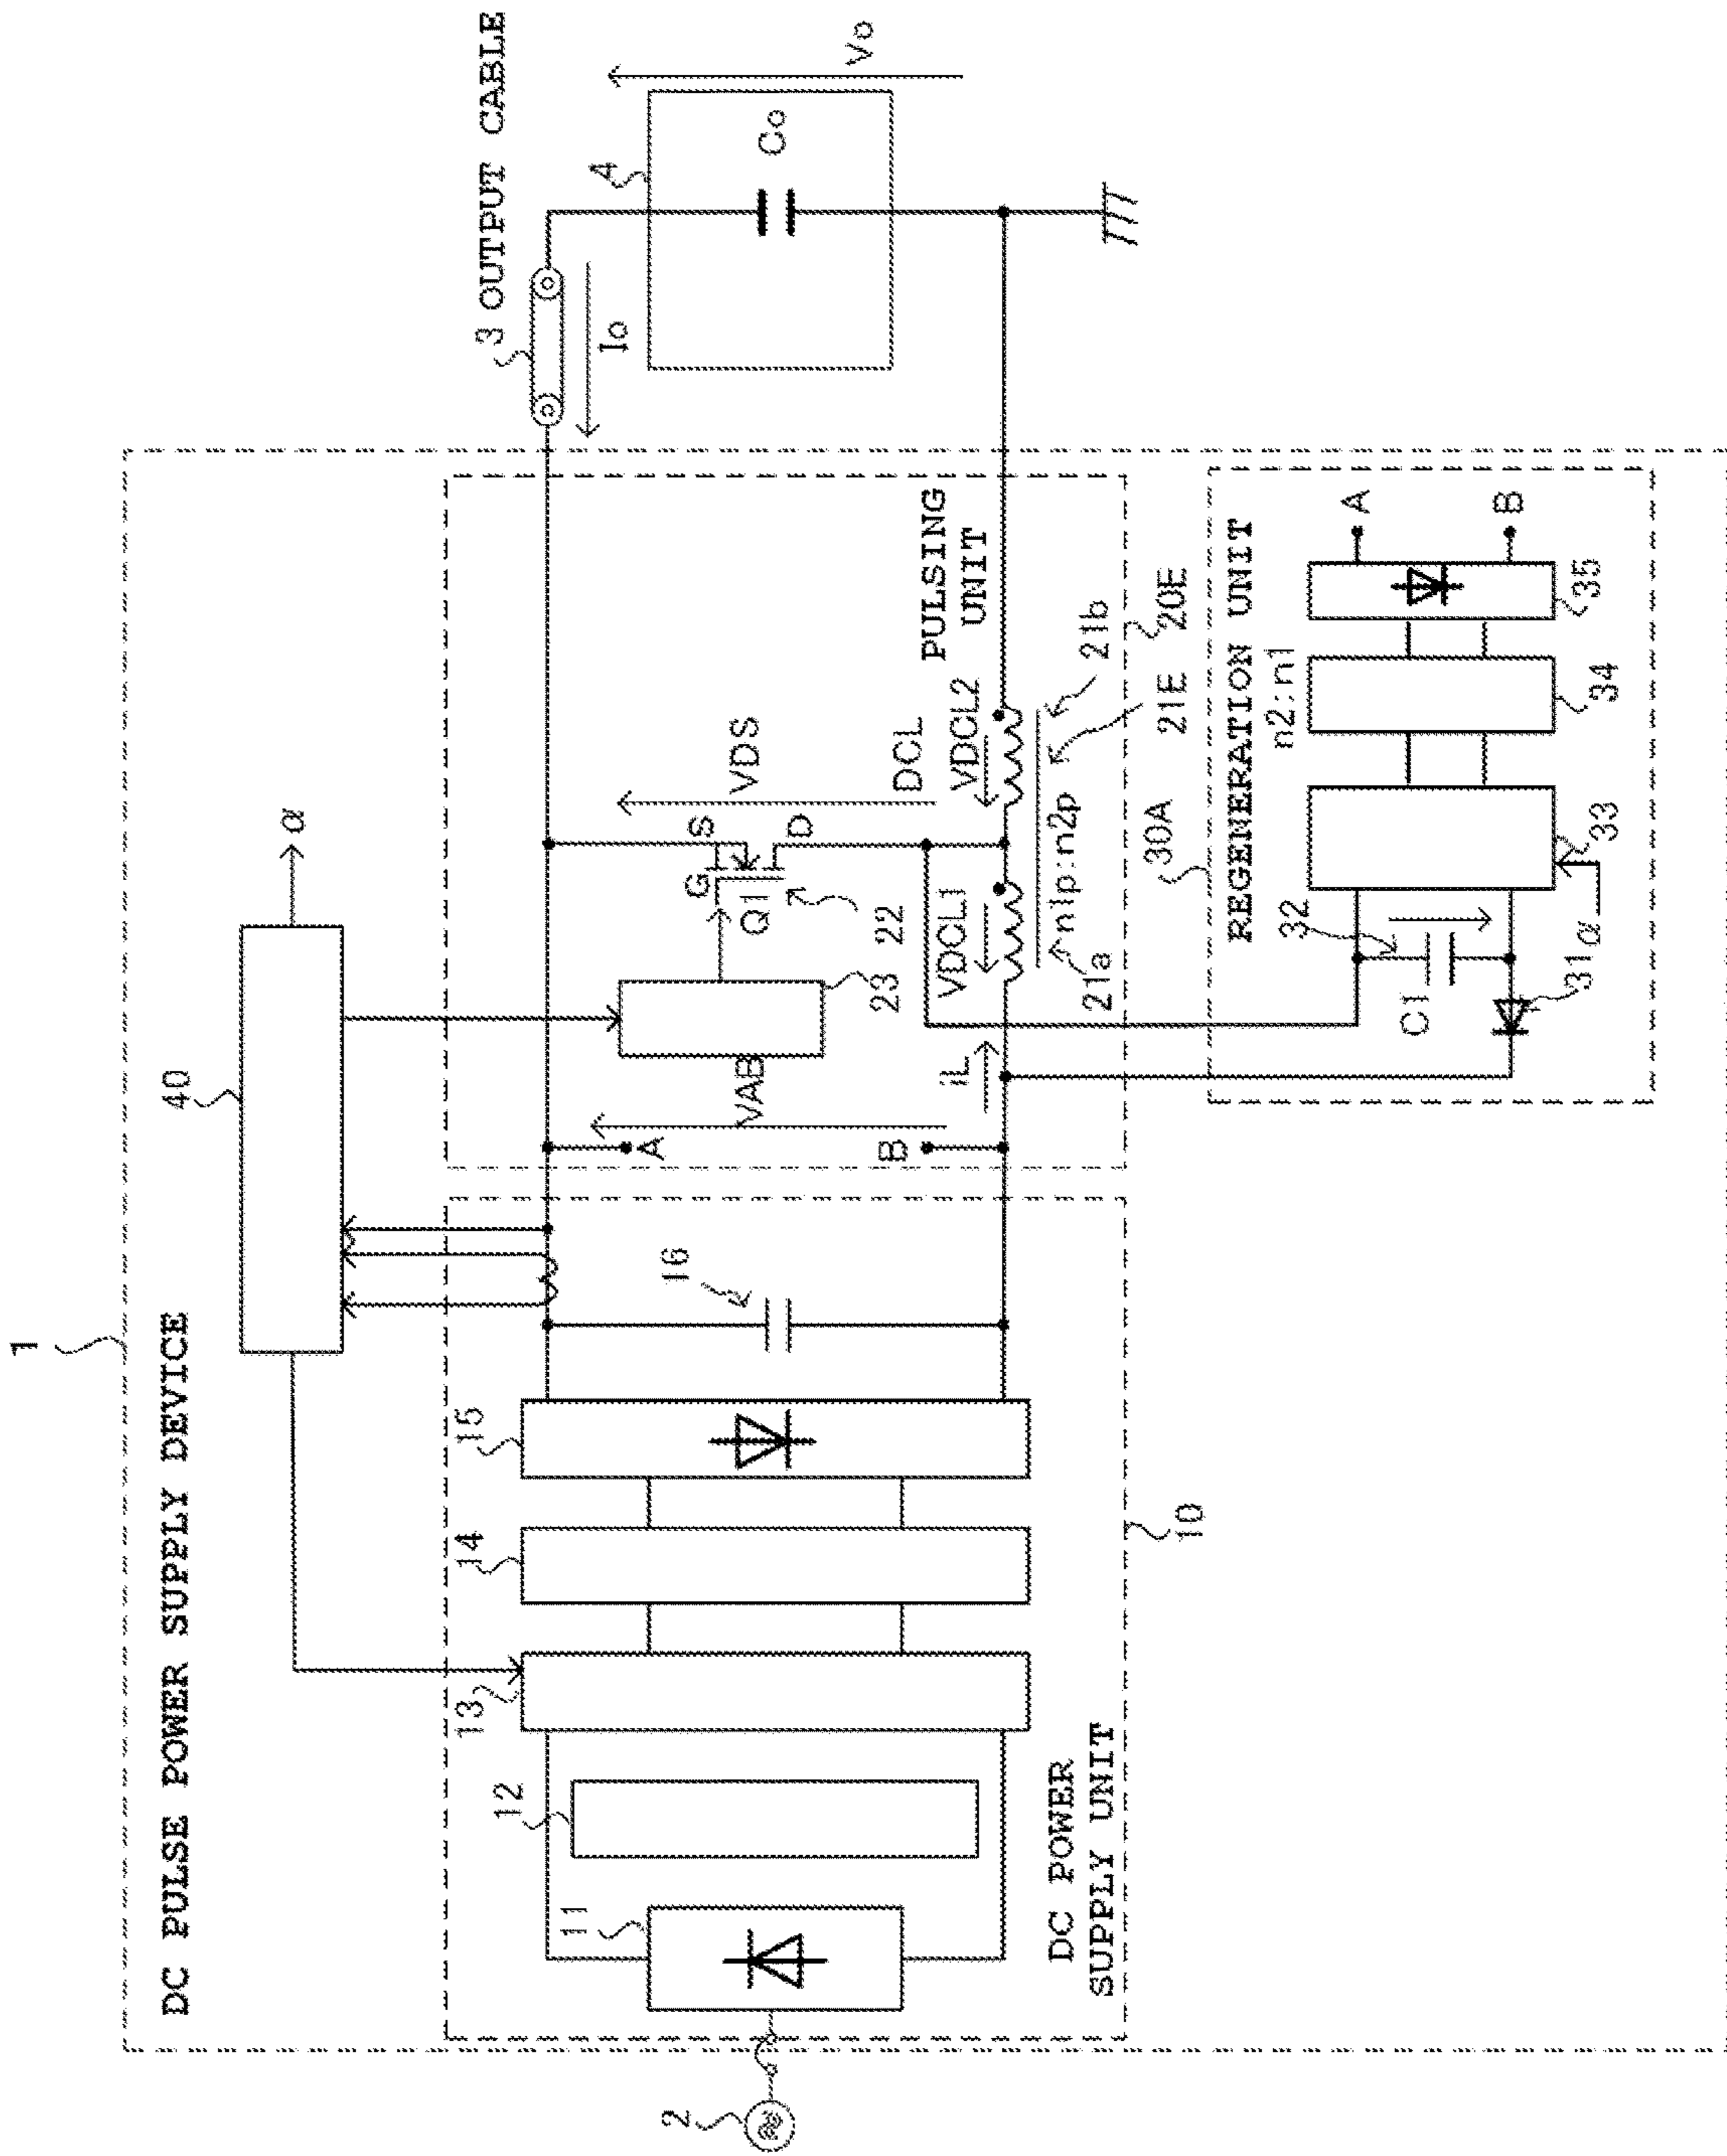 1
DC PULSE POWER SUPPLY DEVICE
40
α
2
11
12
13
14
15
16
DC POWER
SUPPLY UNIT
10
A
VAB
B
iL
23
G
S
D
Q1
22
VDS
DCL
VDCL1
VDCL2
n1p:n2p
21a
21E
21b
20E
PULSING
UNIT
3 OUTPUT CABLE
Io
4
Co
Vo
30A
REGENERATION UNIT
n2:n1
32
C1
31
α
33
34
35
A
B